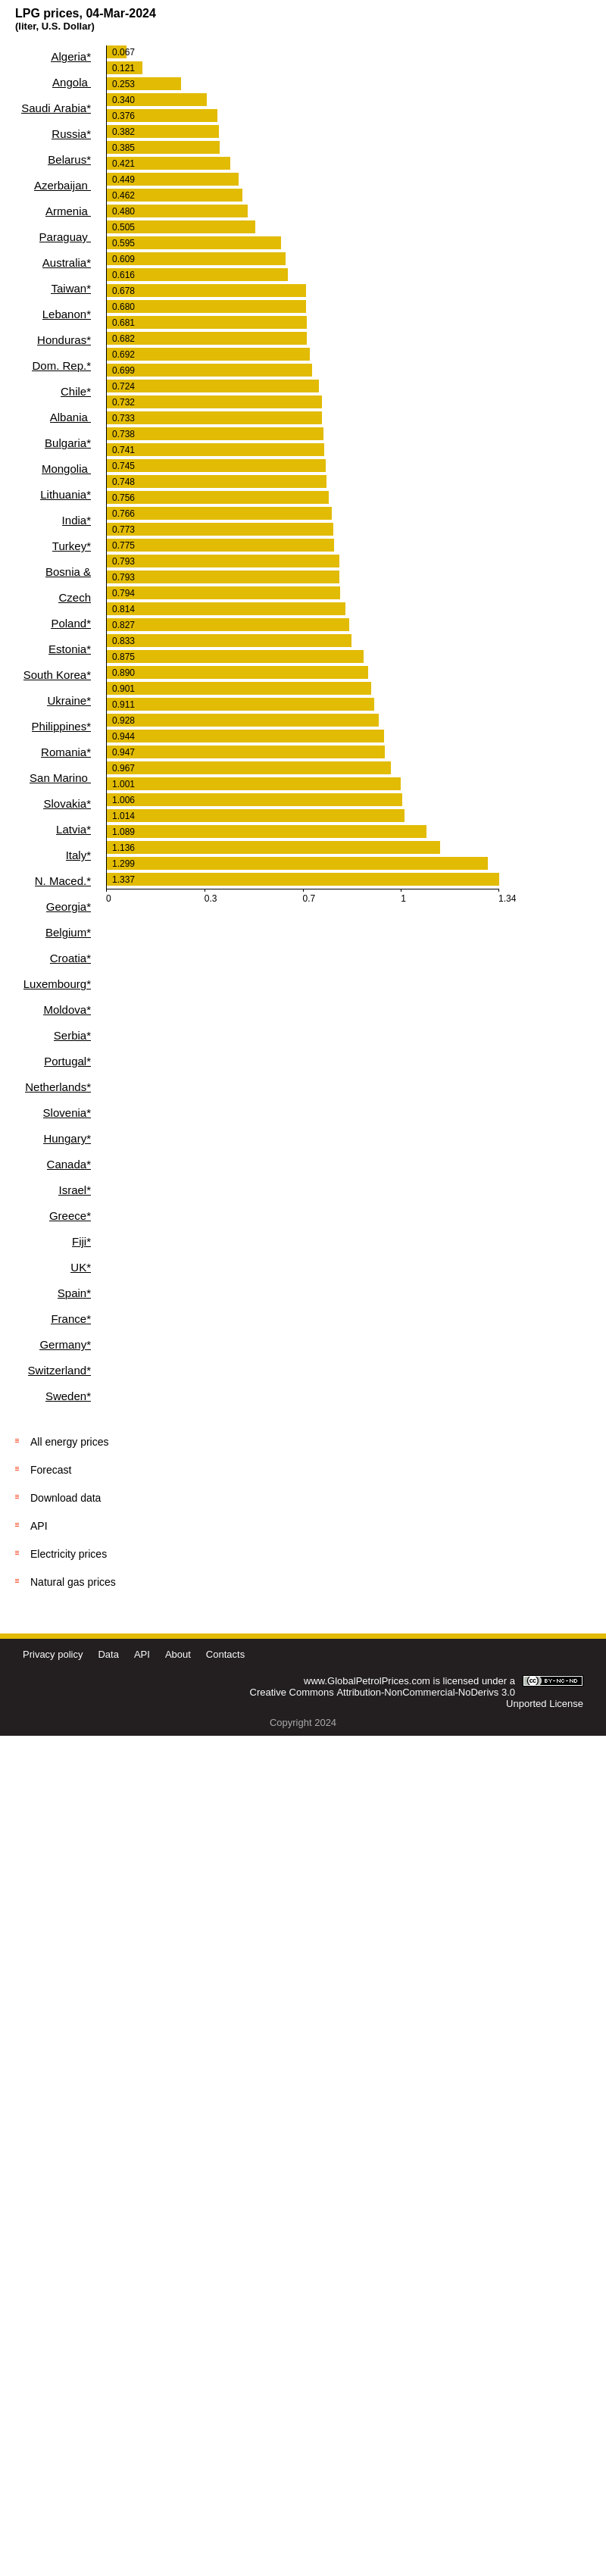 LPG prices, 04-Mar-2024
(liter, U.S. Dollar)
Algeria*
Angola
Saudi Arabia*
Russia*
Belarus*
Azerbaijan
Armenia
Paraguay
Australia*
Taiwan*
Lebanon*
Honduras*
Dom. Rep.*
Chile*
Albania
Bulgaria*
Mongolia
Lithuania*
India*
Turkey*
Bosnia &
Czech
Poland*
Estonia*
South Korea*
Ukraine*
Philippines*
Romania*
San Marino
Slovakia*
Latvia*
Italy*
N. Maced.*
Georgia*
Belgium*
Croatia*
Luxembourg*
Moldova*
Serbia*
Portugal*
Netherlands*
Slovenia*
Hungary*
Canada*
Israel*
Greece*
Fiji*
UK*
Spain*
France*
Germany*
Switzerland*
Sweden*
0.067
0.121
0.253
0.340
0.376
0.382
0.385
0.421
0.449
0.462
0.480
0.505
0.595
0.609
0.616
0.678
0.680
0.681
0.682
0.692
0.699
0.724
0.732
0.733
0.738
0.741
0.745
0.748
0.756
0.766
0.773
0.775
0.793
0.793
0.794
0.814
0.827
0.833
0.875
0.890
0.901
0.911
0.928
0.944
0.947
0.967
1.001
1.006
1.014
1.089
1.136
1.299
1.337
0 0.3 0.7 1 1.34
All energy prices
Forecast
Download data
API
Electricity prices
Natural gas prices
Privacy policy Data API About Contacts
www.GlobalPetrolPrices.com is licensed under a
Creative Commons Attribution-NonCommercial-NoDerivs 3.0
Unported License
cc BY-NC-ND
Copyright 2024